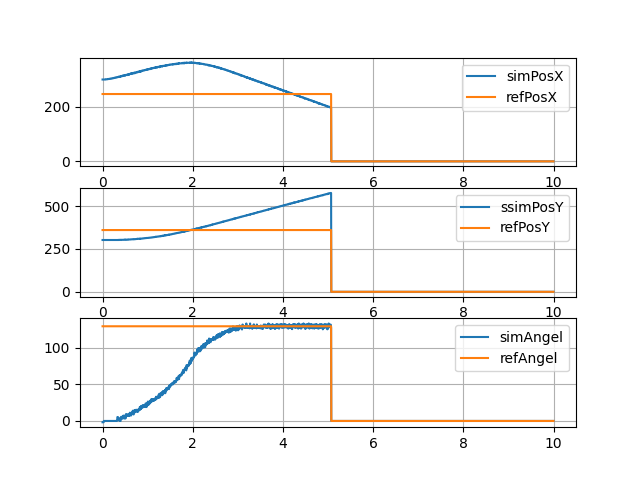 200
0
simPosX
refPosX
0 2 4 6 8 10
500
250
0
ssimPosY
refPosY
0 2 4 6 8 10
100
50
0
simAngel
refAngel
0 2 4 6 8 10